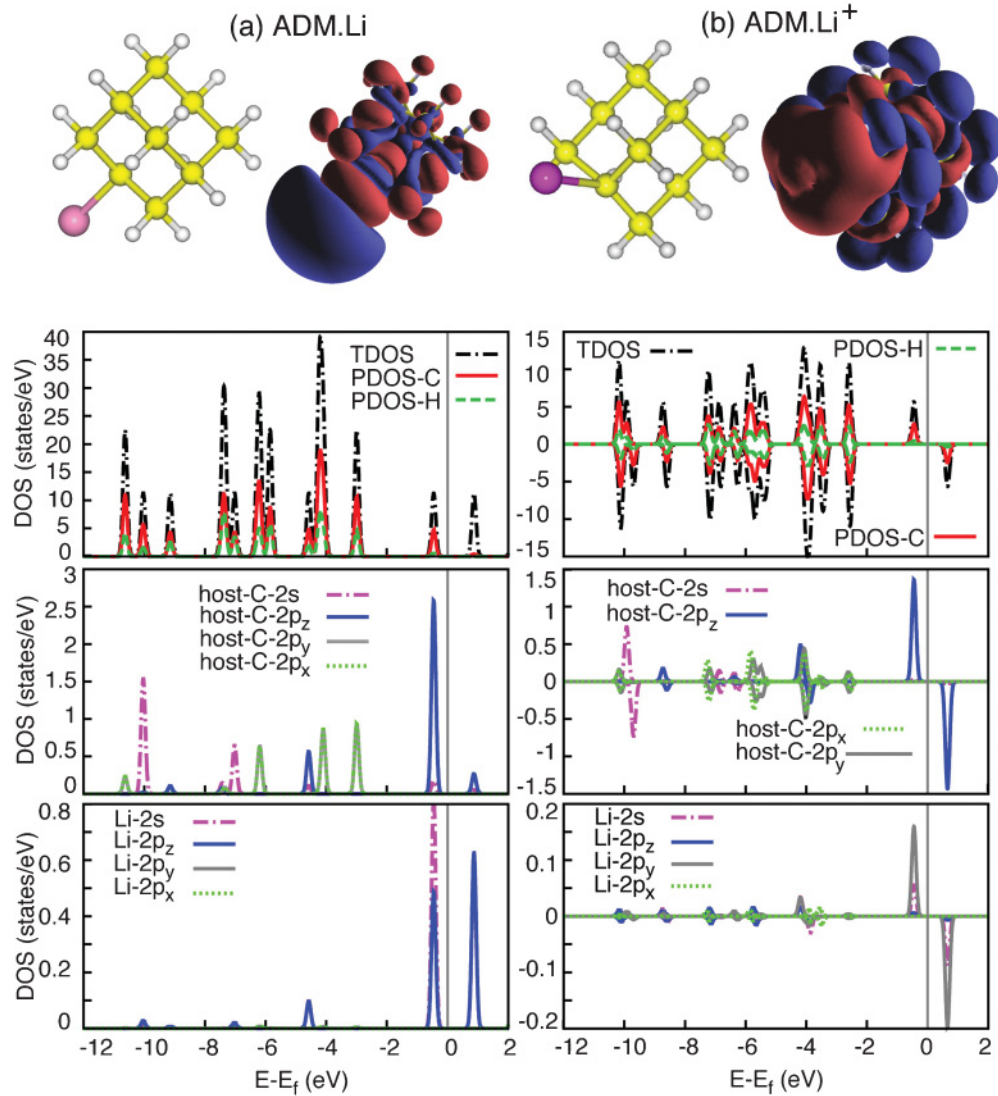 (a) ADM.Li
(b) ADM.Li+
DOS (states/eV)
40
35
30
25
20
15
10
5
0
TDOS
PDOS-C
PDOS-H
15
10
5
0
-5
-10
-15
TDOS
PDOS-H
PDOS-C
DOS (states/eV)
3
2.5
1.5
0.5
0
host-C-2s
host-C-2pz
host-C-2py
host-C-2px
1.5
0.5
0
-0.5
-1
-1.5
host-C-2s
host-C-2pz
host-C-2px
host-C-2py
DOS (states/eV)
0.8
0.6
0.4
0.2
0
Li-2s
Li-2pz
Li-2py
Li-2px
0.2
0.1
0
-0.1
-0.2
Li-2s
Li-2pz
Li-2py
Li-2px
-12 -10 -8 -6 -4 -2 0 2
-10 -8 -6 -4 -2 0 2
E-Ef (eV)
E-Ef (eV)